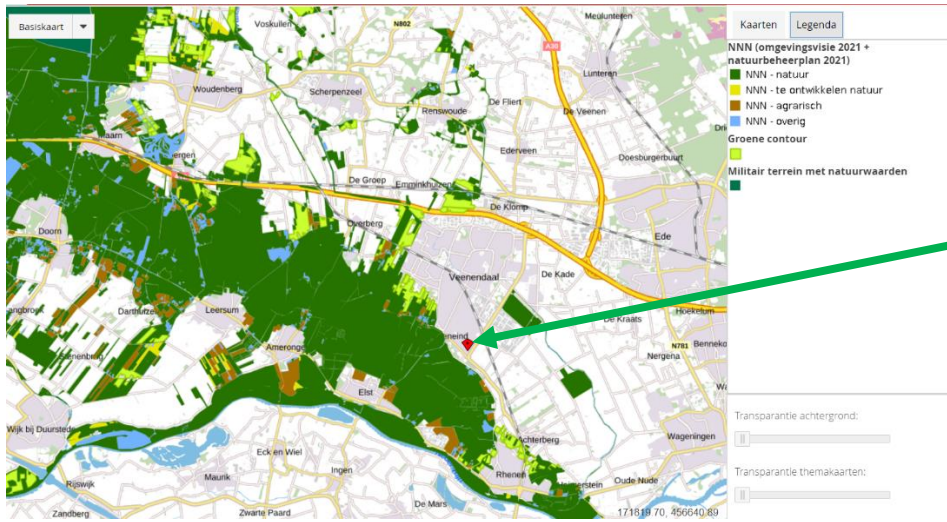 Basiskaart
Voskuilen
N802
Meulunteren
A30
Lunteren
Woudenberg
Scherpenzeel
Renswoude
De Fliert
De Veenen
Maarn
Ederveen
Doesburgerbuurt
De Groep
Emminkhuizen
De Klomp
Overberg
Ede
Doorn
Veenendaal
De Kade
Darthuizen
Leersum
De Kraats
Hoekelum
Amerongen
N781
Nergena
Elst
Wijk bij Duurstede
Achterberg
Wageningen
Eck en Wiel
Rhenen
Maurik
Ingen
Oude Nude
Rijswijk
De Mars
Zandberg
Zwarte Paard
171819.70, 456640.89
Kaarten
Legenda
NNN (omgevingsvisie 2021 +
natuurbeheerplan 2021)
NNN - natuur
NNN - te ontwikkelen natuur
NNN - agrarisch
NNN - overig
Groene contour
Militair terrein met natuurwaarden
Transparantie achtergrond:
Transparantie themakaarten: